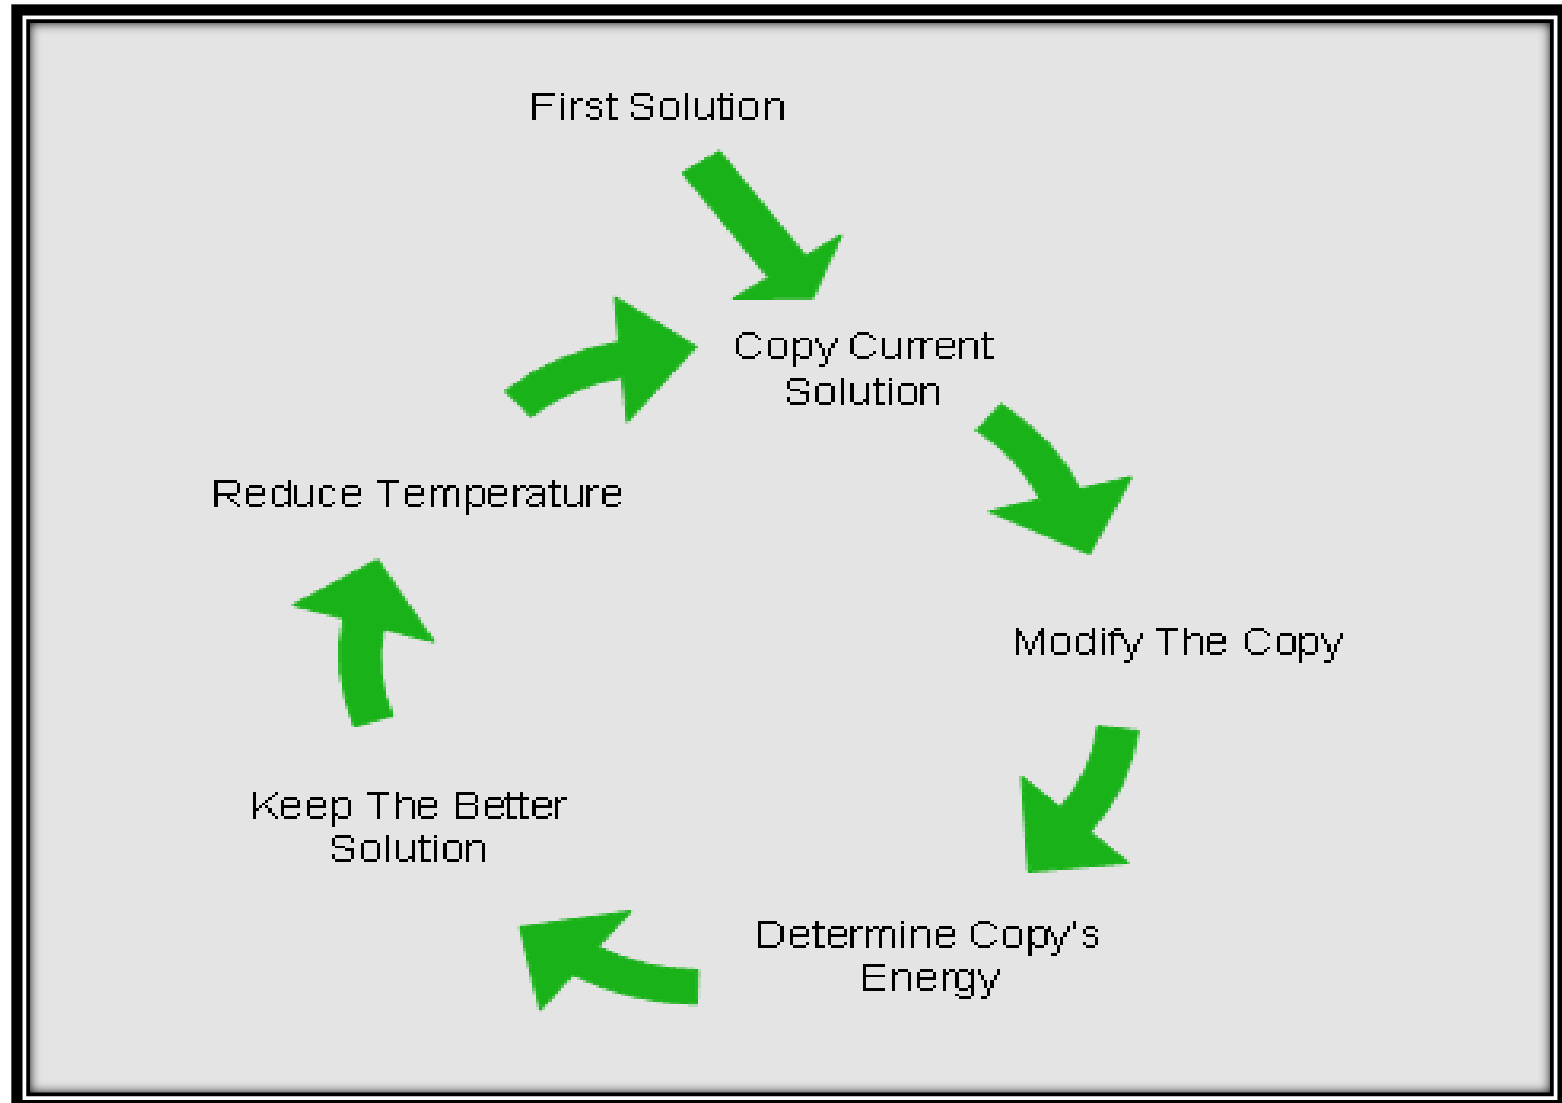 First Solution
Copy Current
Solution
Modify The Copy
Determine Copy's
Energy
Keep The Better
Solution
Reduce Temperature